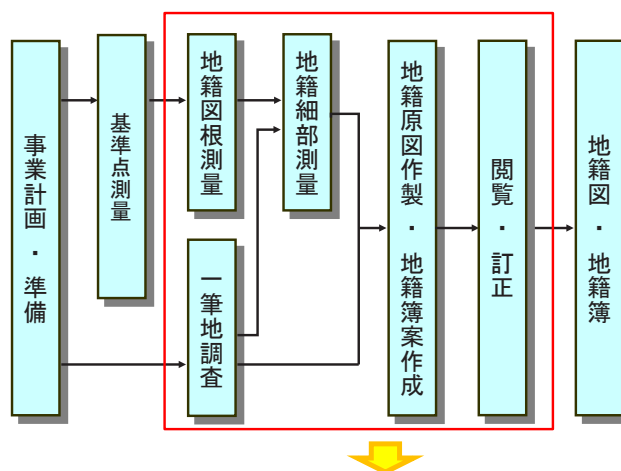 事業計画・準備
基準点測量
地籍図根測量
一筆地調査
地籍細部測量
地籍原図作製・地籍簿案作成
閲覧・訂正
地籍図・地籍簿